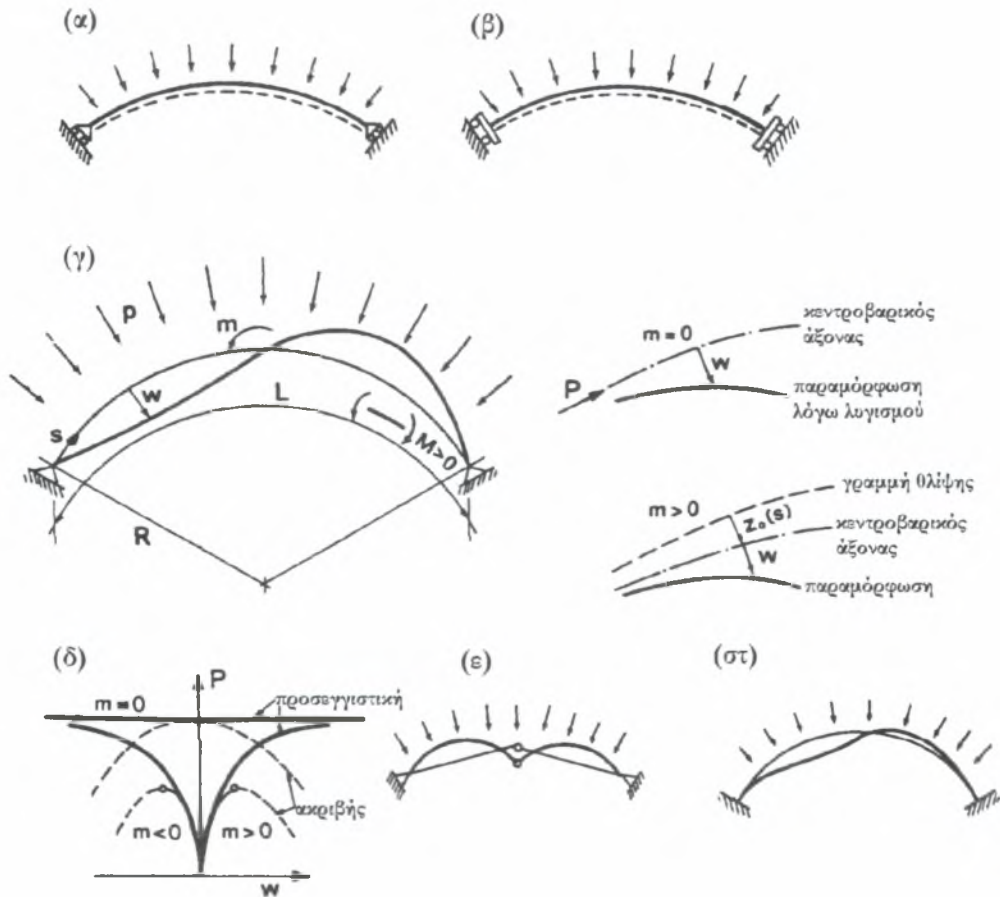 (α)
(β)
(γ)
p
m
w
L
s
M>0
R
m=0
κεντροβαρικός
άξονας
P
w
παραμόρφωση
λόγω λυγισμού
m>0
γραμμή θλίψης
z₀(s)
κεντροβαρικός
άξονας
w
παραμόρφωση
(δ)
P
m=0
προσεγγιστική
ακριβής
m<0
m>0
w
(ε)
(στ)